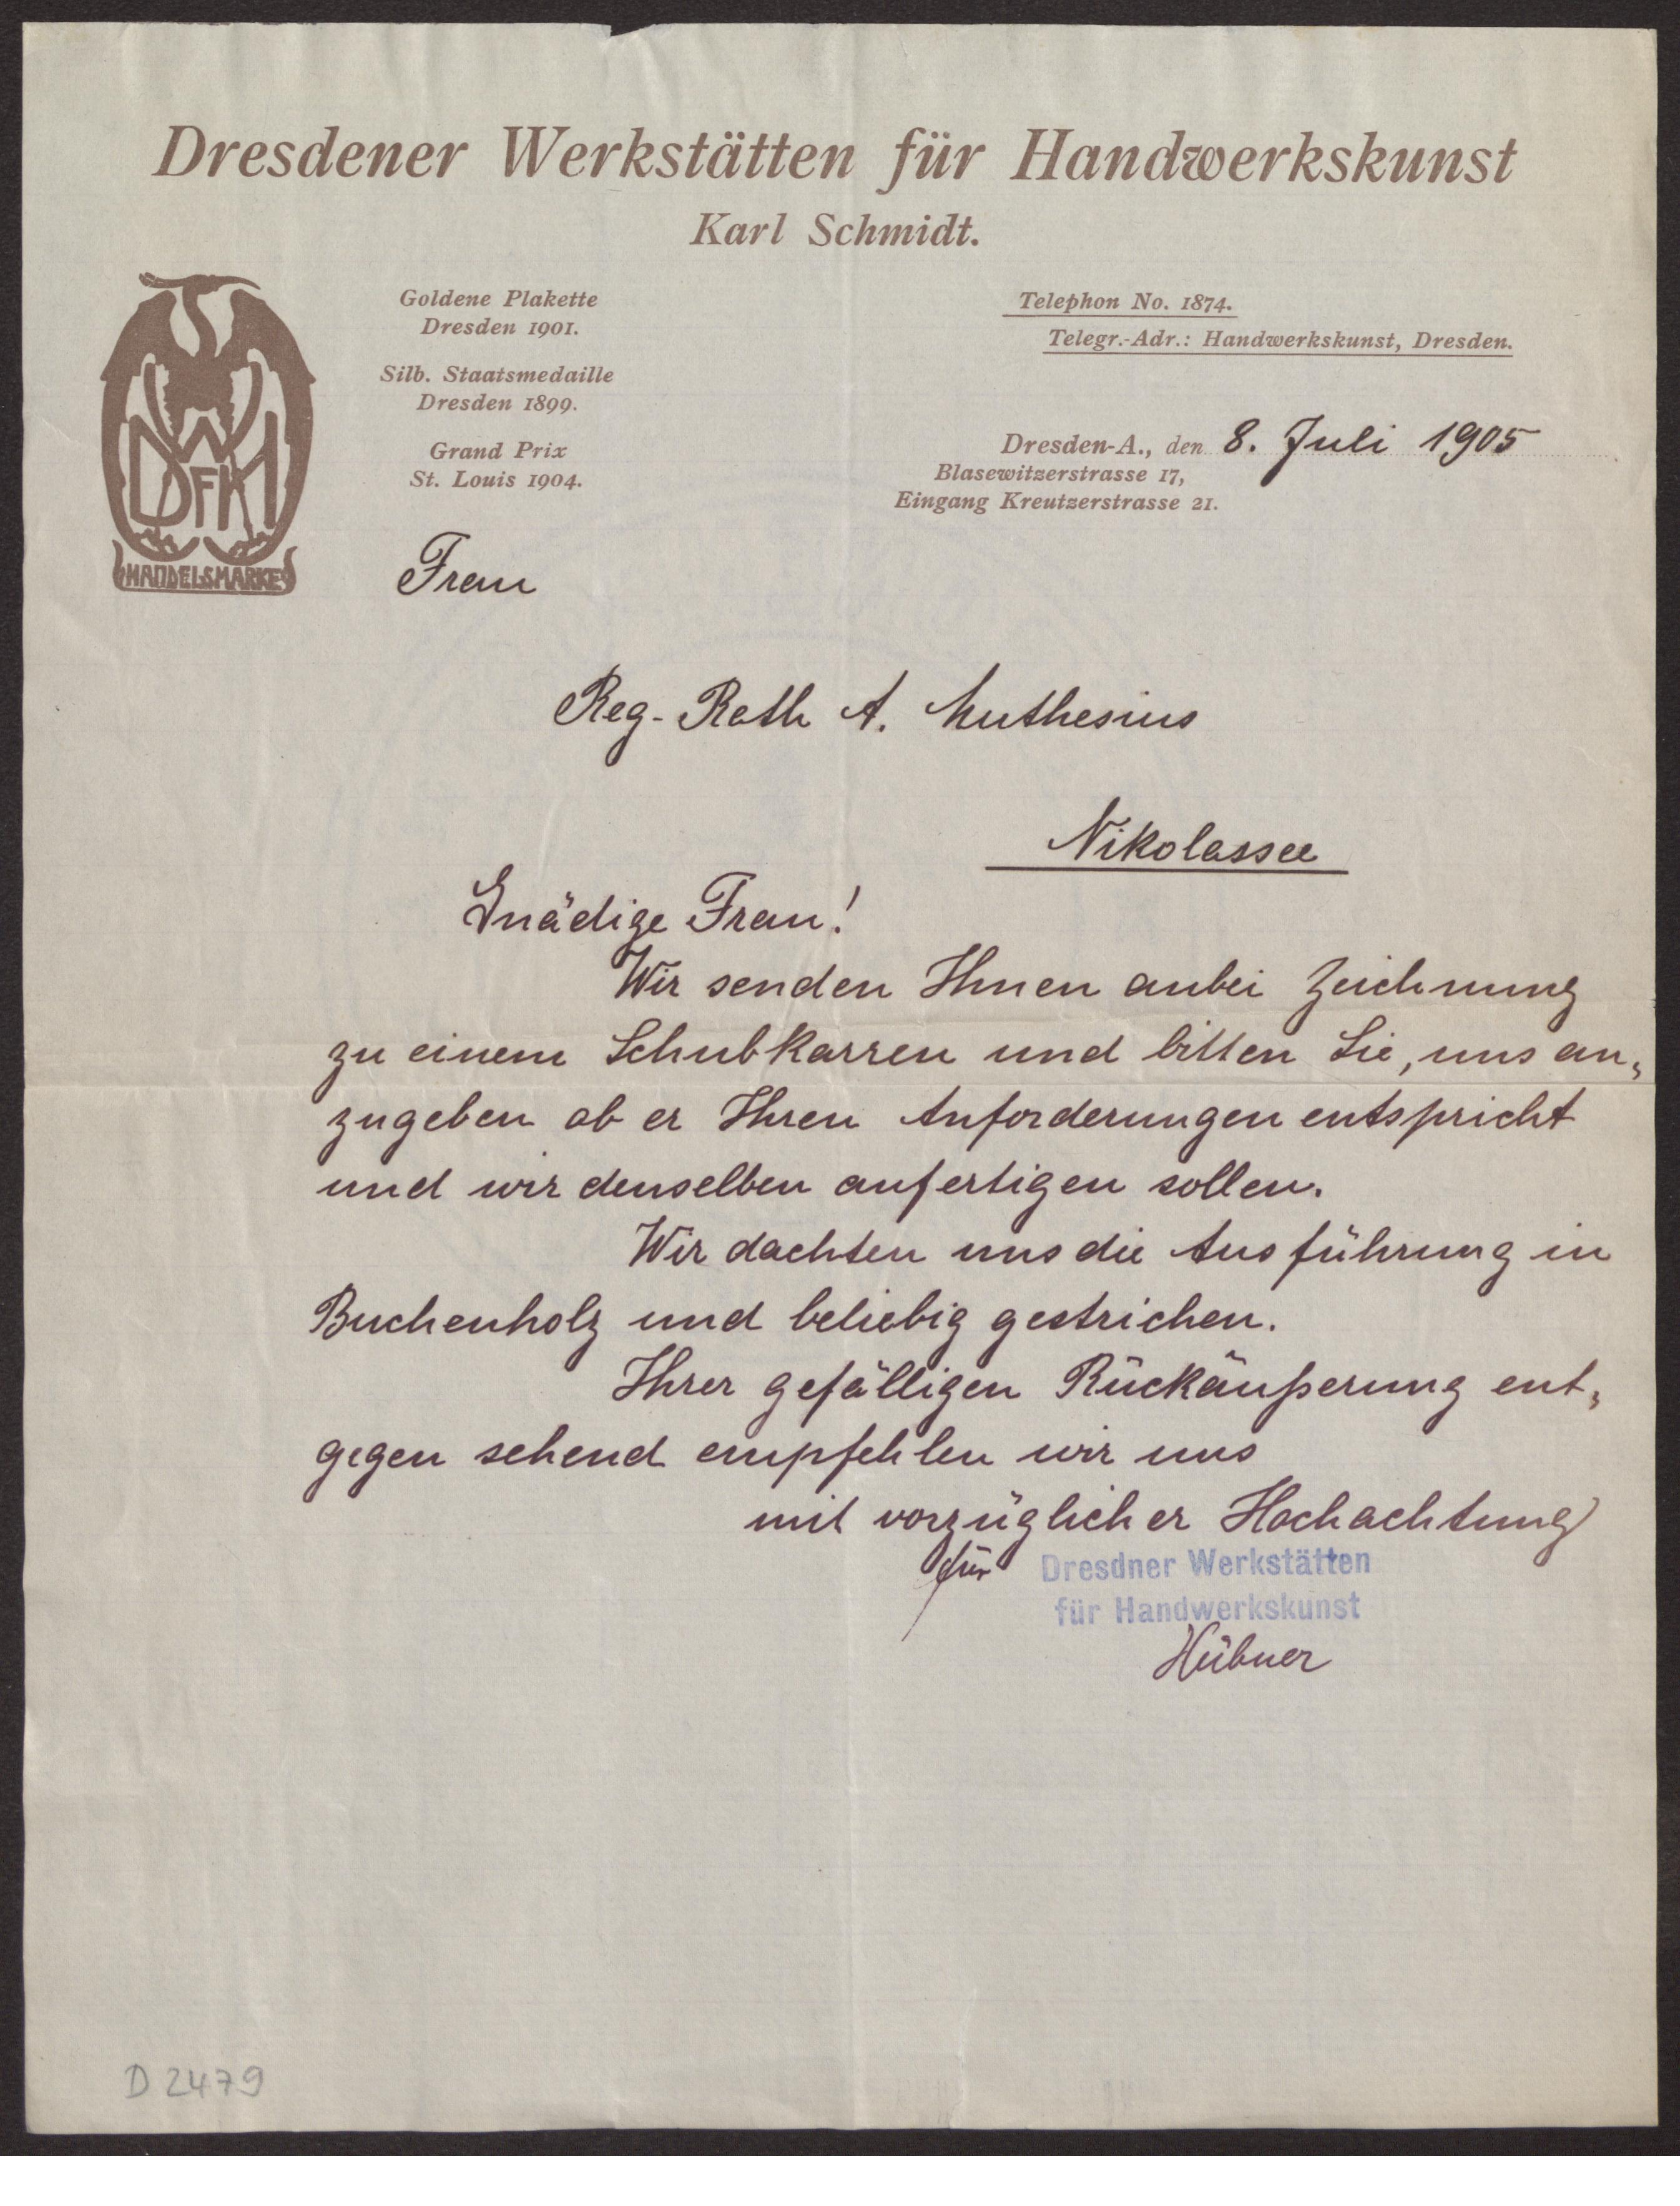 Dresdener Werkstätten für Handwerkskunst
Karl Schmidt.
Goldene Plakette
Dresden 1901.
Silb. Staatsmedaille
Dresden 1899.
Grand Prix
St. Louis 1904.
DWFHK
HANDELSMARKE
Telephon No. 1874.
Telegr.-Adr.: Handwerkskunst, Dresden.
Dresden-A., den 8. Juli 1905
Blasewitzerstrasse 17,
Eingang Kreutzerstrasse 21.
Frau
Reg.-Rath A. Muthesius
Nikolassee
Gnädige Frau!
Wir senden Ihnen anbei Zeichnung
zu einem Schubkarren und bitten Sie, uns an-
zugeben ob er Ihren Anforderungen entspricht
und wir denselben anfertigen sollen.
Wir dachten uns die Ausführung in
Buchenholz und beliebig gestrichen.
Ihrer gefälligen Rückäußerung ent-
gegen sehend empfehlen wir uns
mit vorzüglicher Hochachtung
für Dresdner Werkstätten
für Handwerkskunst
Hübner
D 2479